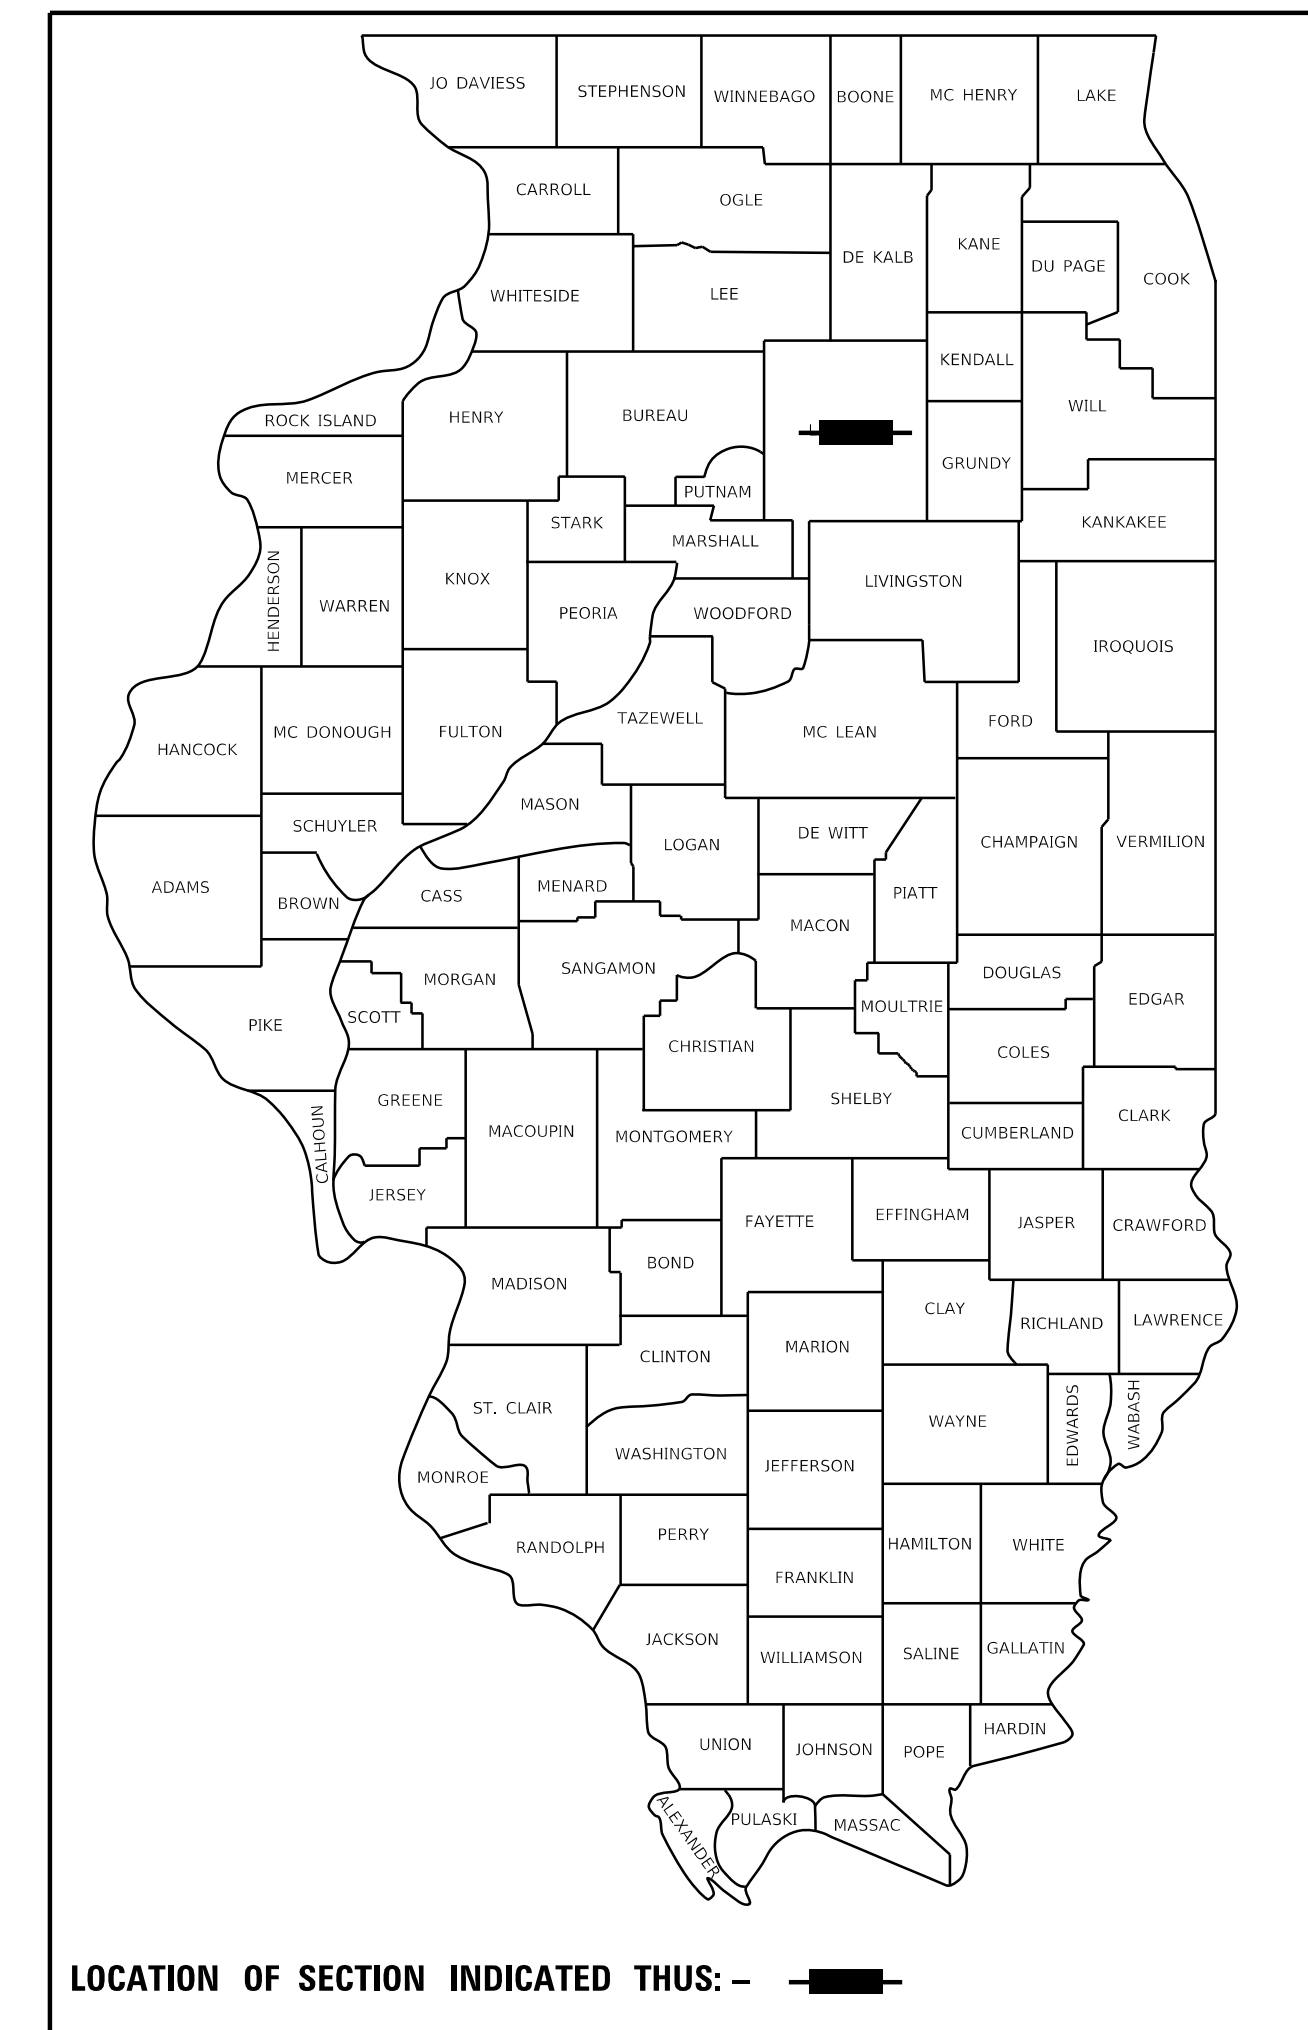 JO DAVIESS
STEPHENSON
WINNEBAGO
BOONE
MC HENRY
LAKE
CARROLL
OGLE
DE KALB
KANE
DU PAGE
COOK
WHITESIDE
LEE
KENDALL
WILL
ROCK ISLAND
HENRY
BUREAU
GRUNDY
MERCER
PUTNAM
STARK
MARSHALL
KANKAKEE
HENDERSON
WARREN
KNOX
PEORIA
WOODFORD
LIVINGSTON
IROQUOIS
HANCOCK
MC DONOUGH
FULTON
TAZEWELL
MC LEAN
FORD
MASON
SCHUYLER
LOGAN
DE WITT
CHAMPAIGN
VERMILION
ADAMS
BROWN
CASS
MENARD
PIATT
MACON
PIKE
SCOTT
MORGAN
SANGAMON
DOUGLAS
EDGAR
MOULTRIE
CHRISTIAN
COLES
SHELBY
CALHOUN
GREENE
MACOUPIN
MONTGOMERY
CUMBERLAND
CLARK
JERSEY
FAYETTE
EFFINGHAM
JASPER
CRAWFORD
MADISON
BOND
CLAY
RICHLAND
LAWRENCE
CLINTON
MARION
ST. CLAIR
WAYNE
EDWARDS
WABASH
MONROE
WASHINGTON
JEFFERSON
RANDOLPH
PERRY
HAMILTON
WHITE
FRANKLIN
JACKSON
WILLIAMSON
SALINE
GALLATIN
UNION
JOHNSON
POPE
HARDIN
ALEXANDER
PULASKI
MASSAC
LOCATION OF SECTION INDICATED THUS: –